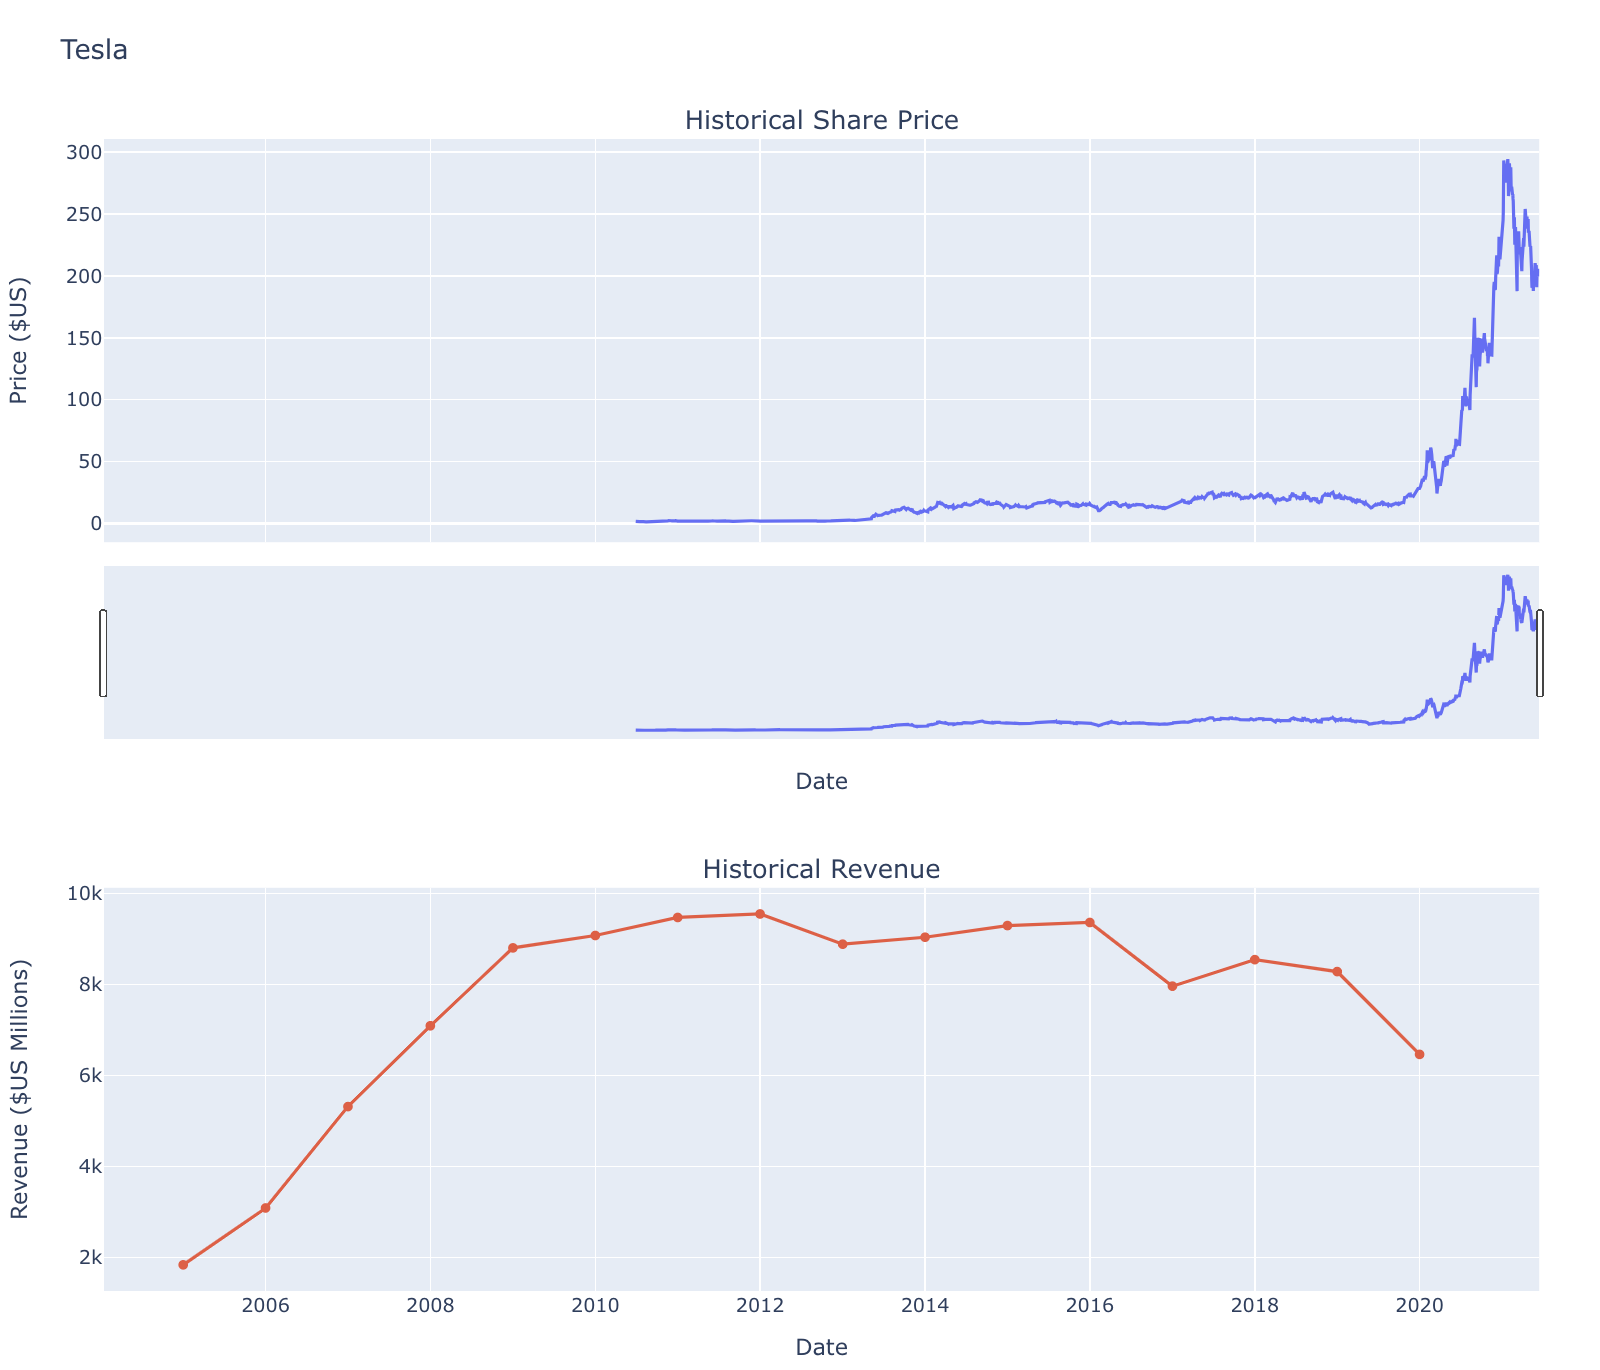 Tesla
Historical Share Price
300
250
200
150
100
50
0
Price ($US)
Date
Historical Revenue
10k
8k
6k
4k
2k
Revenue ($US Millions)
2006 2008 2010 2012 2014 2016 2018 2020
Date